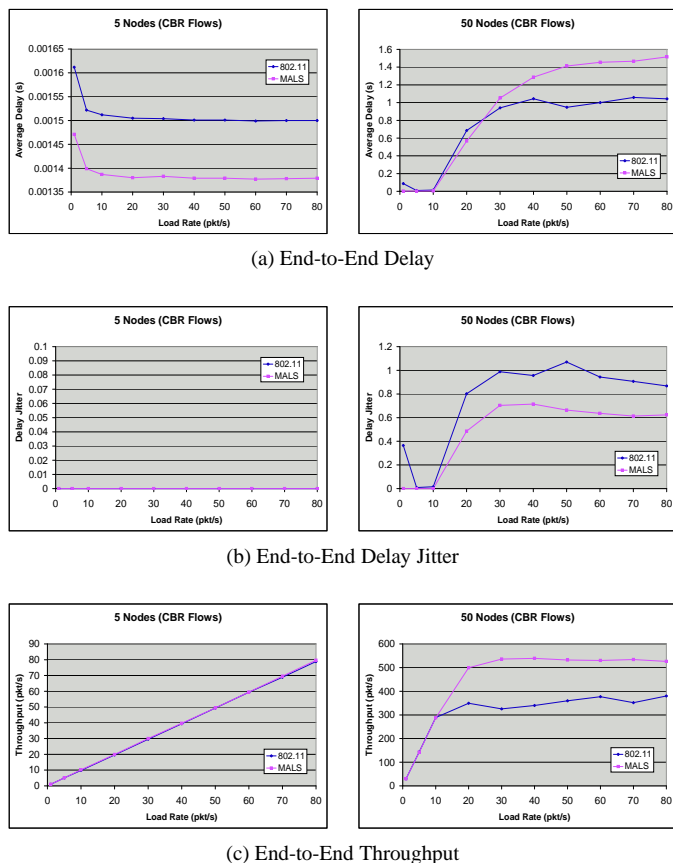 5 Nodes (CBR Flows)
0.00165
0.0016
0.00155
0.0015
0.00145
0.0014
0.00135
Average Delay (s)
802.11
MALS
0 10 20 30 40 50 60 70 80
Load Rate (pkt/s)
50 Nodes (CBR Flows)
1.6
1.4
1.2
1
0.8
0.6
0.4
0.2
0
Average Delay (s)
802.11
MALS
0 10 20 30 40 50 60 70 80
Load Rate (pkt/s)
(a) End-to-End Delay
5 Nodes (CBR Flows)
0.1
0.09
0.08
0.07
0.06
0.05
0.04
0.03
0.02
0.01
0
Delay Jitter
802.11
MALS
0 10 20 30 40 50 60 70 80
Load Rate (pkt/s)
50 Nodes (CBR Flows)
1.2
1
0.8
0.6
0.4
0.2
0
Delay Jitter
802.11
MALS
0 10 20 30 40 50 60 70 80
Load Rate (pkt/s)
(b) End-to-End Delay Jitter
5 Nodes (CBR Flows)
90
80
70
60
50
40
30
20
10
0
Throughput (pkt/s)
802.11
MALS
0 10 20 30 40 50 60 70 80
Load Rate (pkt/s)
50 Nodes (CBR Flows)
600
500
400
300
200
100
0
Throughput (pkt/s)
802.11
MALS
0 10 20 30 40 50 60 70 80
Load Rate (pkt/s)
(c) End-to-End Throughput